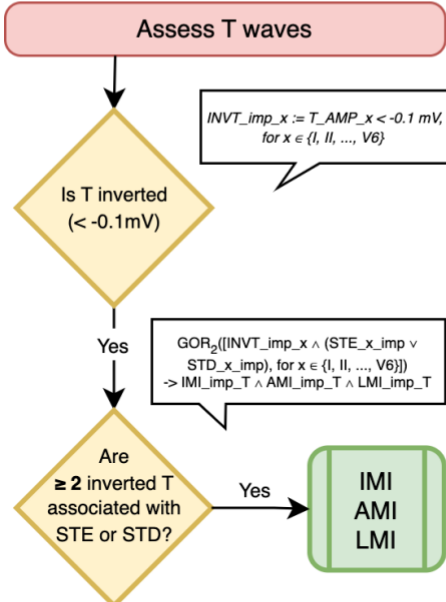 Assess T waves
INVT_imp_x := T_AMP_x < -0.1 mV,
for x ∈ {I, II, ..., V6}
Is T inverted
(< -0.1mV)
Yes
GOR₂([INVT_imp_x ∧ (STE_x_imp ∨
STD_x_imp), for x ∈ {I, II, ..., V6}])
-> IMI_imp_T ∧ AMI_imp_T ∧ LMI_imp_T
Are
≥ 2 inverted T
associated with
STE or STD?
Yes
IMI
AMI
LMI